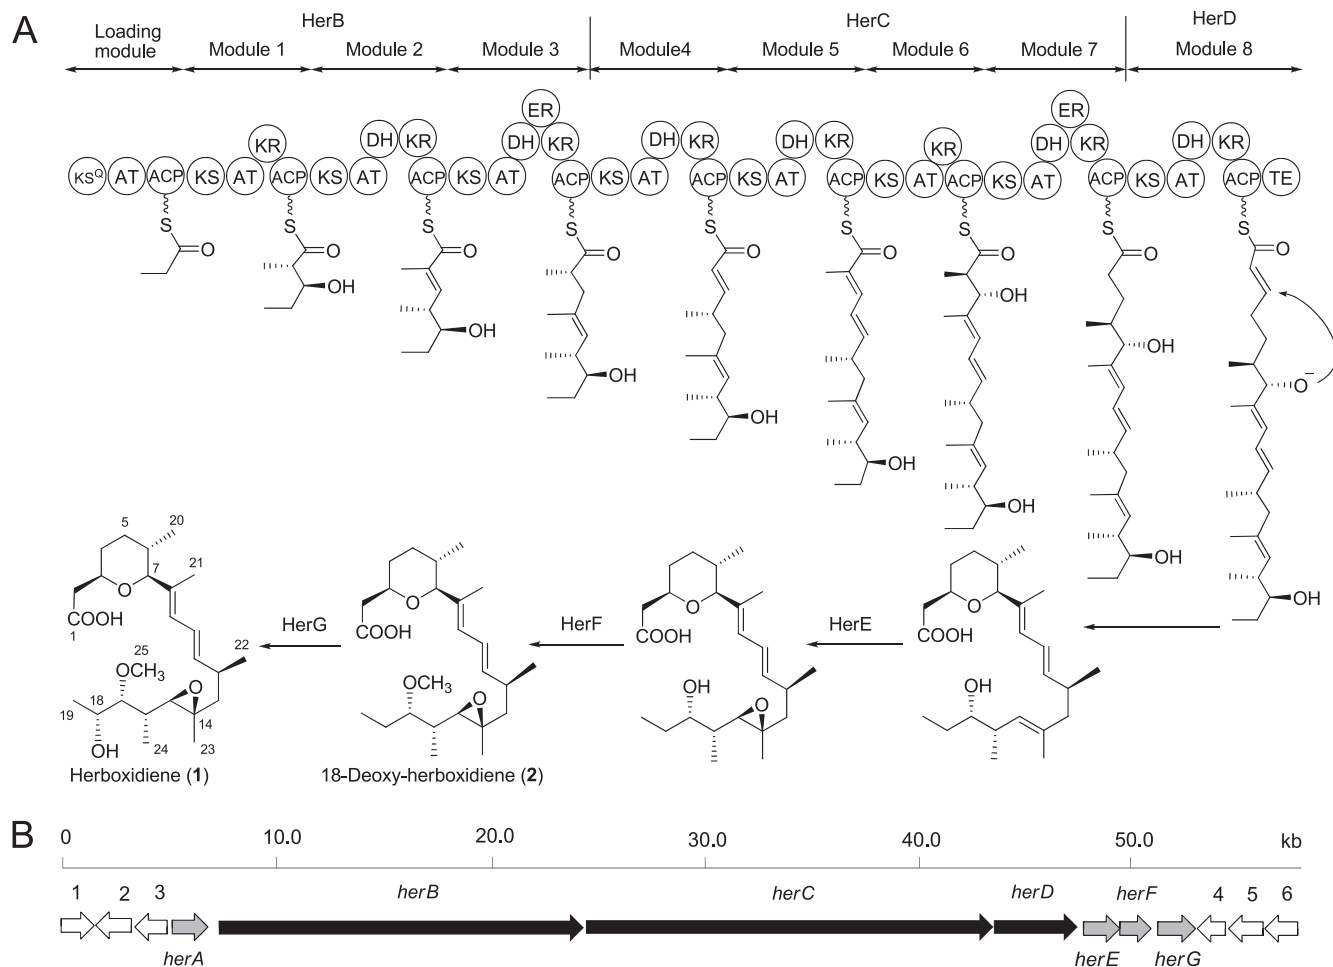 A
HerB
HerC
HerD
Loading module
Module 1
Module 2
Module 3
Module4
Module 5
Module 6
Module 7
Module 8
ER
ER
KR
DH
KR
DH
KR
DH
KR
DH
KR
KR
DH
KR
DH
KR
KSQ
AT
ACP
KS
AT
ACP
KS
AT
ACP
KS
AT
ACP
KS
AT
ACP
KS
AT
ACP
KS
AT
ACP
KS
AT
ACP
KS
AT
ACP
TE
S
S
S
S
S
S
S
S
S
O
O
O
O
O
O
O
O
O
OH
OH
OH
OH
OH
OH
OH
OH
OH
O−
OH
5
20
7
21
O
COOH
1
25
OCH3
22
O
18
19
14
OH
24
23
Herboxidiene (1)
HerG
O
COOH
OCH3
O
18-Deoxy-herboxidiene (2)
HerF
O
COOH
OH
O
HerE
O
COOH
OH
B
0
10.0
20.0
30.0
40.0
50.0
kb
1
2
3
herB
herC
herD
herF
4
5
6
herA
herE
herG